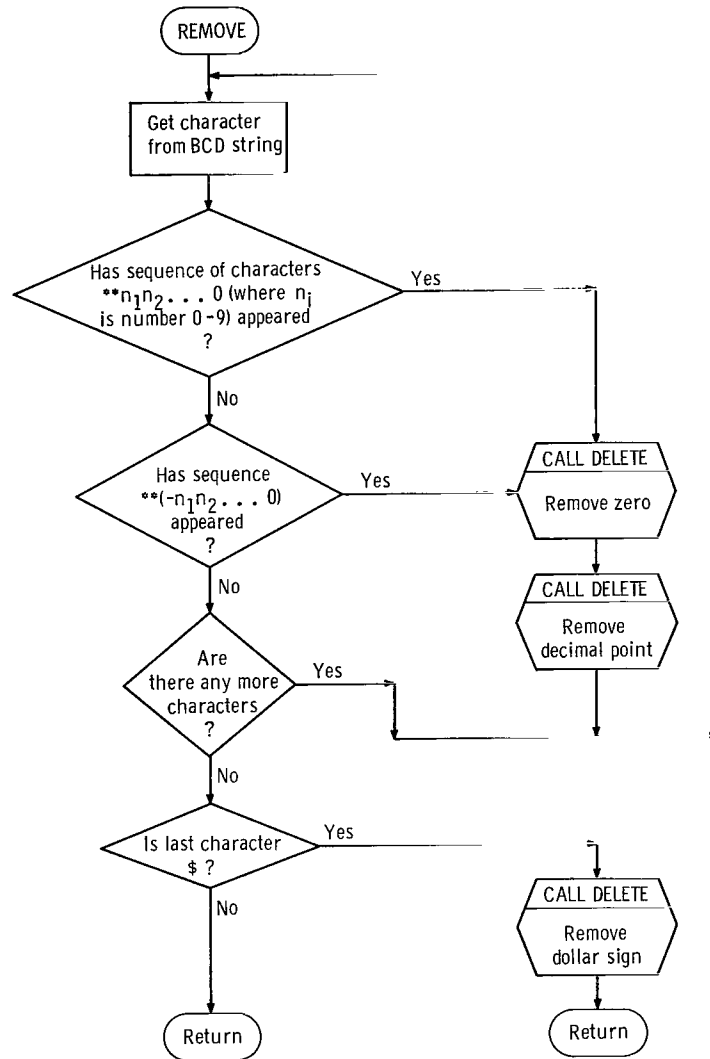 REMOVE
Get character
from BCD string
Has sequence of characters
**n₁n₂...0 (where nᵢ
is number 0-9) appeared
?
Yes
No
Has sequence
**(-n₁n₂...0)
appeared
?
Yes
No
CALL DELETE
Remove zero
CALL DELETE
Remove
decimal point
Are
there any more
characters
?
Yes
No
Is last character
$ ?
Yes
No
CALL DELETE
Remove
dollar sign
Return
Return